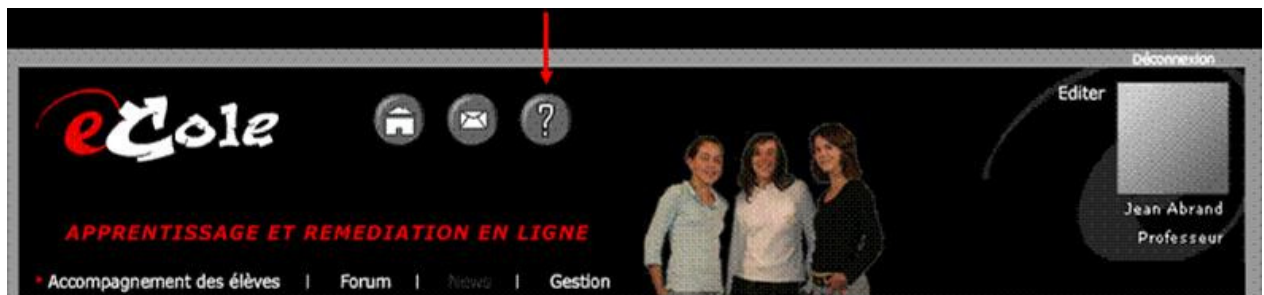 Déconnexion
eCole
?
Editer
Jean Abrand
Professeur
APPRENTISSAGE ET REMEDIATION EN LIGNE
Accompagnement des élèves | Forum | News | Gestion